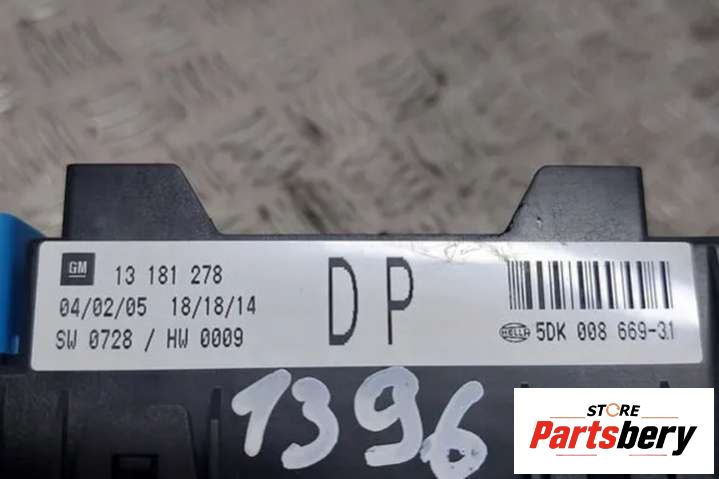 GM 13 181 278
04/02/05 18/18/14
SW 0728 / HW 0009
DP
HELLA 5DK 008 669-31
1396
STORE
Partsbery